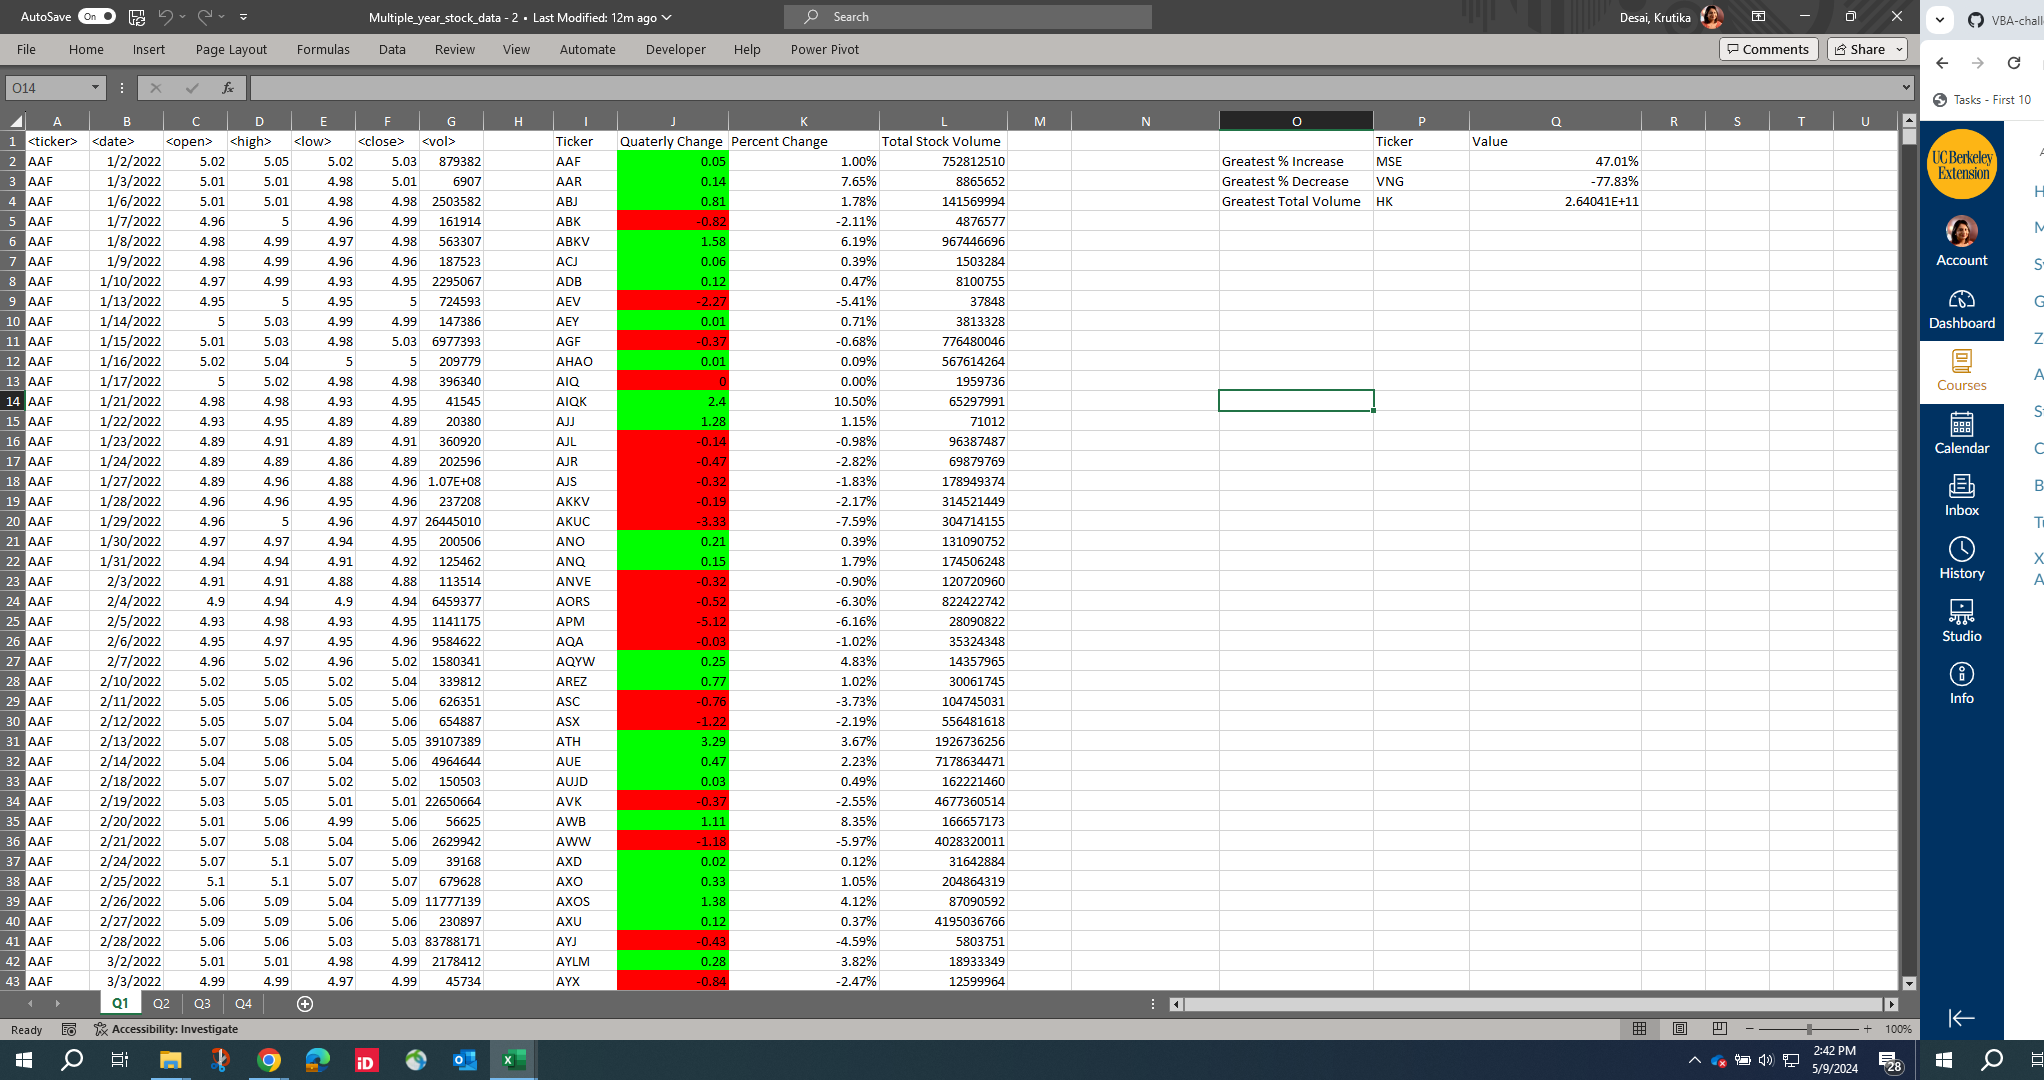 AutoSave On Multiple_year_stock_data - 2 • Last Modified: 12m ago Search Desai, Krutika VBA-chall
File Home Insert Page Layout Formulas Data Review View Automate Developer Help Power Pivot Comments Share
O14 fx Tasks - First 10
A B C D E F G H I J K L M N O P Q R S T U
1 <ticker> <date> <open> <high> <low> <close> <vol> Ticker Quaterly Change Percent Change Total Stock Volume Ticker Value
2 AAF 1/2/2022 5.02 5.05 5.02 5.03 879382 AAF 0.05 1.00% 752812510 Greatest % Increase MSE 47.01%
3 AAF 1/3/2022 5.01 5.01 4.98 5.01 6907 AAR 0.14 7.65% 8865652 Greatest % Decrease VNG -77.83%
4 AAF 1/6/2022 5.01 5.01 4.98 4.98 2503582 ABJ 0.81 1.78% 141569994 Greatest Total Volume HK 2.64041E+11
5 AAF 1/7/2022 4.96 5 4.96 4.99 161914 ABK -0.82 -2.11% 4876577
6 AAF 1/8/2022 4.98 4.99 4.97 4.98 563307 ABKV 1.58 6.19% 967446696
7 AAF 1/9/2022 4.98 4.99 4.96 4.96 187523 ACJ 0.06 0.39% 1503284
8 AAF 1/10/2022 4.97 4.99 4.93 4.95 2295067 ADB 0.12 0.47% 8100755
9 AAF 1/13/2022 4.95 5 4.95 5 724593 AEV -2.27 -5.41% 37848
10 AAF 1/14/2022 5 5.03 4.99 4.99 147386 AEY 0.01 0.71% 3813328
11 AAF 1/15/2022 5.01 5.03 4.98 5.03 6977393 AGF -0.37 -0.68% 776480046
12 AAF 1/16/2022 5.02 5.04 5 5 209779 AHAO 0.01 0.09% 567614264
13 AAF 1/17/2022 5 5.02 4.98 4.98 396340 AIQ 0 0.00% 1959736
14 AAF 1/21/2022 4.98 4.98 4.93 4.95 41545 AIQK 2.4 10.50% 65297991
15 AAF 1/22/2022 4.93 4.95 4.89 4.89 20380 AJJ 1.28 1.15% 71012
16 AAF 1/23/2022 4.89 4.91 4.89 4.91 360920 AJL -0.14 -0.98% 96387487
17 AAF 1/24/2022 4.89 4.89 4.86 4.89 202596 AJR -0.47 -2.82% 69879769
18 AAF 1/27/2022 4.89 4.96 4.88 4.96 1.07E+08 AJS -0.32 -1.83% 178949374
19 AAF 1/28/2022 4.96 4.96 4.95 4.96 237208 AKKV -0.19 -2.17% 314521449
20 AAF 1/29/2022 4.96 5 4.96 4.97 26445010 AKUC -3.33 -7.59% 304714155
21 AAF 1/30/2022 4.97 4.97 4.94 4.95 200506 ANO 0.21 0.39% 131090752
22 AAF 1/31/2022 4.94 4.94 4.91 4.92 125462 ANQ 0.15 1.79% 174506248
23 AAF 2/3/2022 4.91 4.91 4.88 4.88 113514 ANVE -0.32 -0.90% 120720960
24 AAF 2/4/2022 4.9 4.94 4.9 4.94 6459377 AORS -0.52 -6.30% 822422742
25 AAF 2/5/2022 4.93 4.98 4.93 4.95 1141175 APM -5.12 -6.16% 28090822
26 AAF 2/6/2022 4.95 4.97 4.95 4.96 9584622 AQA -0.03 -1.02% 35324348
27 AAF 2/7/2022 4.96 5.02 4.96 5.02 1580341 AQYW 0.25 4.83% 14357965
28 AAF 2/10/2022 5.02 5.05 5.02 5.04 339812 AREZ 0.77 1.02% 30061745
29 AAF 2/11/2022 5.05 5.06 5.05 5.06 626351 ASC -0.76 -3.73% 104745031
30 AAF 2/12/2022 5.05 5.07 5.04 5.06 654887 ASX -1.22 -2.19% 556481618
31 AAF 2/13/2022 5.07 5.08 5.05 5.05 39107389 ATH 3.29 3.67% 1926736256
32 AAF 2/14/2022 5.04 5.06 5.04 5.06 4964644 AUE 0.47 2.23% 7178634471
33 AAF 2/18/2022 5.07 5.07 5.02 5.02 150503 AUJD 0.03 0.49% 162221460
34 AAF 2/19/2022 5.03 5.05 5.01 5.01 22650664 AVK -0.37 -2.55% 4677360514
35 AAF 2/20/2022 5.01 5.06 4.99 5.06 56625 AWB 1.11 8.35% 166657173
36 AAF 2/21/2022 5.07 5.08 5.04 5.06 2629942 AWW -1.18 -5.97% 4028320011
37 AAF 2/24/2022 5.07 5.1 5.07 5.09 39168 AXD 0.02 0.12% 31642884
38 AAF 2/25/2022 5.1 5.1 5.07 5.07 679628 AXO 0.33 1.05% 204864319
39 AAF 2/26/2022 5.06 5.09 5.04 5.09 11777139 AXOS 1.38 4.12% 87090592
40 AAF 2/27/2022 5.09 5.09 5.06 5.06 230897 AXU 0.12 0.37% 4195036766
41 AAF 2/28/2022 5.06 5.06 5.03 5.03 83788171 AYJ -0.43 -4.59% 5803751
42 AAF 3/2/2022 5.01 5.01 4.98 4.99 2178412 AYLM 0.28 3.82% 18933349
43 AAF 3/3/2022 4.99 4.99 4.97 4.99 45734 AYX -0.84 -2.47% 12599964
Q1 Q2 Q3 Q4
Ready Accessibility: Investigate 100%
UC Berkeley
Extension
Account
Dashboard
Courses
Calendar
Inbox
History
Studio
Info
iD
2:42 PM
5/9/2024
28